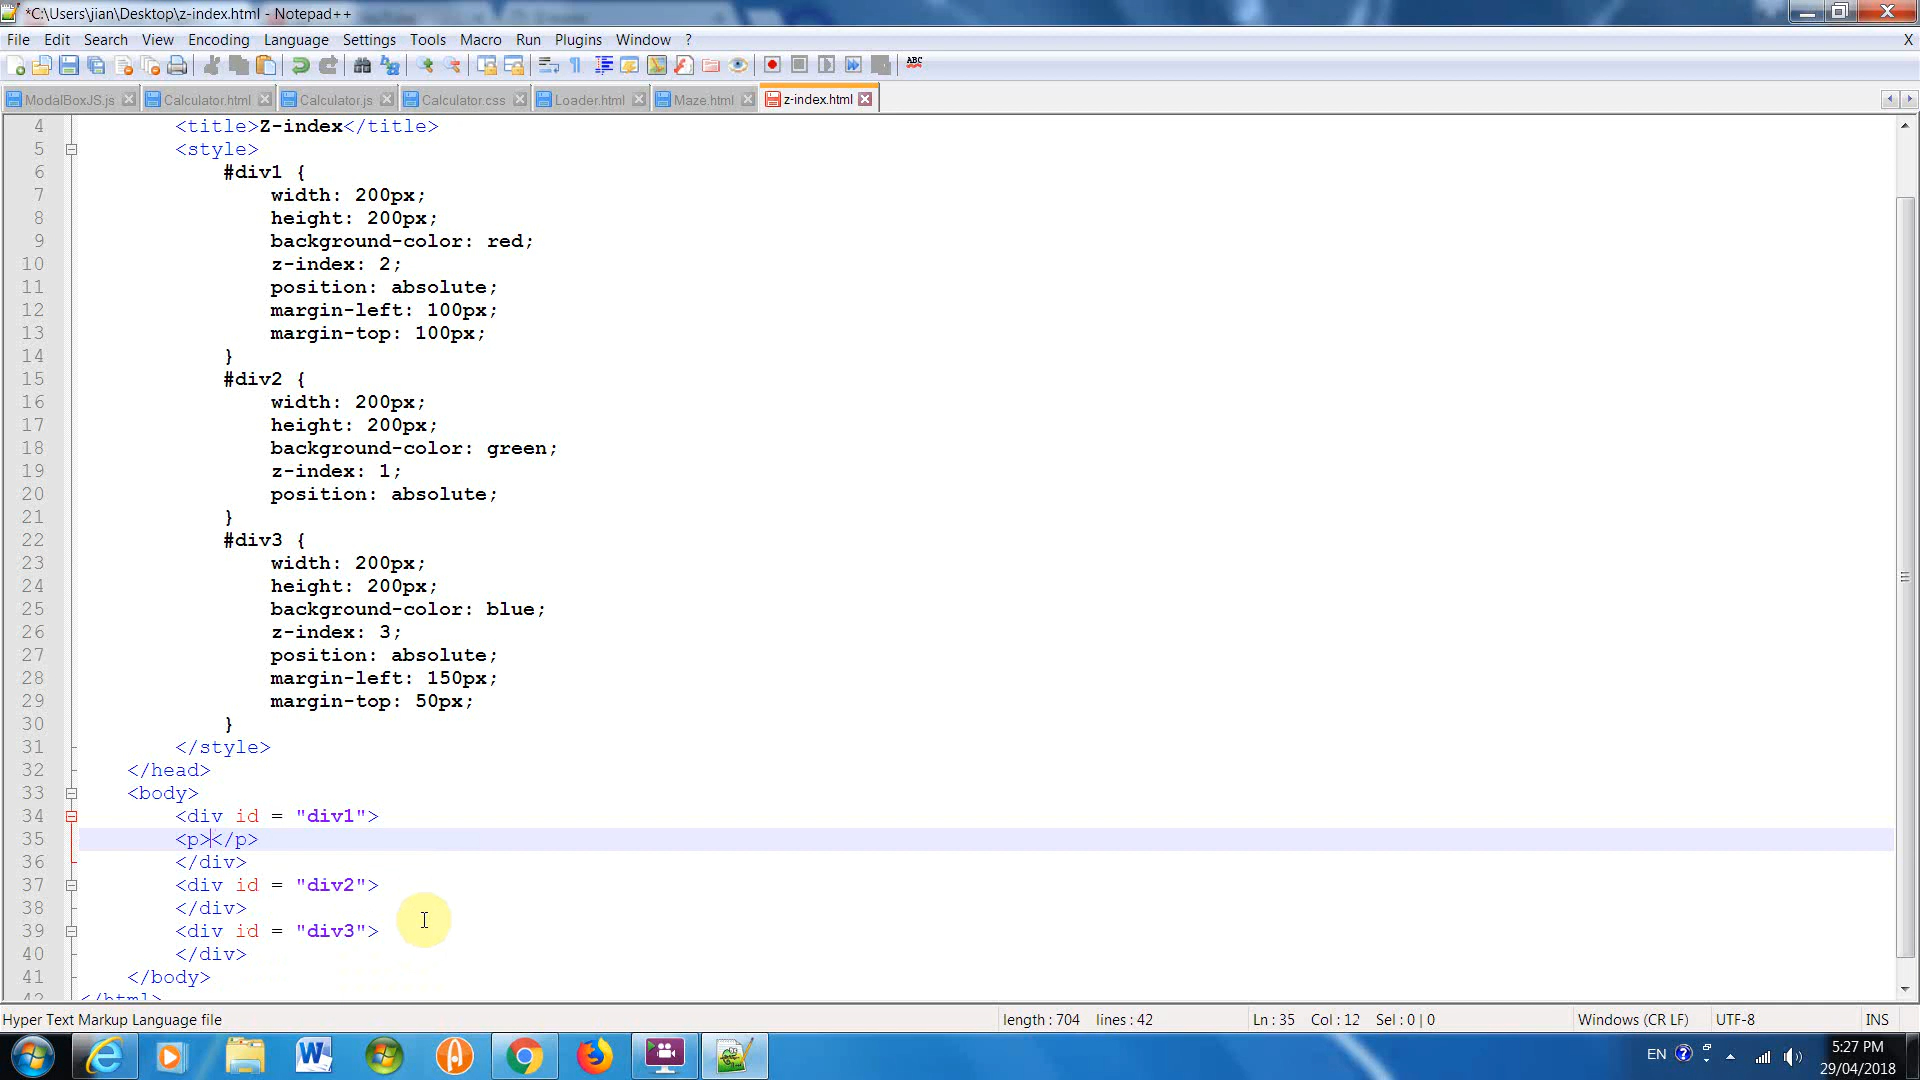 *C:\Users\jian\Desktop\z-index.html - Notepad++
File Edit Search View Encoding Language Settings Tools Macro Run Plugins Window ? X
ABC
ModalBoxJS.js Calculator.html Calculator.js Calculator.css Loader.html Maze.html z-index.html
4 <title>Z-index</title>
5 <style>
6 #div1 {
7 width: 200px;
8 height: 200px;
9 background-color: red;
10 z-index: 2;
11 position: absolute;
12 margin-left: 100px;
13 margin-top: 100px;
14 }
15 #div2 {
16 width: 200px;
17 height: 200px;
18 background-color: green;
19 z-index: 1;
20 position: absolute;
21 }
22 #div3 {
23 width: 200px;
24 height: 200px;
25 background-color: blue;
26 z-index: 3;
27 position: absolute;
28 margin-left: 150px;
29 margin-top: 50px;
30 }
31 </style>
32 </head>
33 <body>
34 <div id = "div1">
35 <p></p>
36 </div>
37 <div id = "div2">
38 </div>
39 <div id = "div3">
40 </div>
41 </body>
42 </html>
Hyper Text Markup Language file length : 704 lines : 42 Ln : 35 Col : 12 Sel : 0 | 0 Windows (CR LF) UTF-8 INS
EN 5:27 PM
29/04/2018